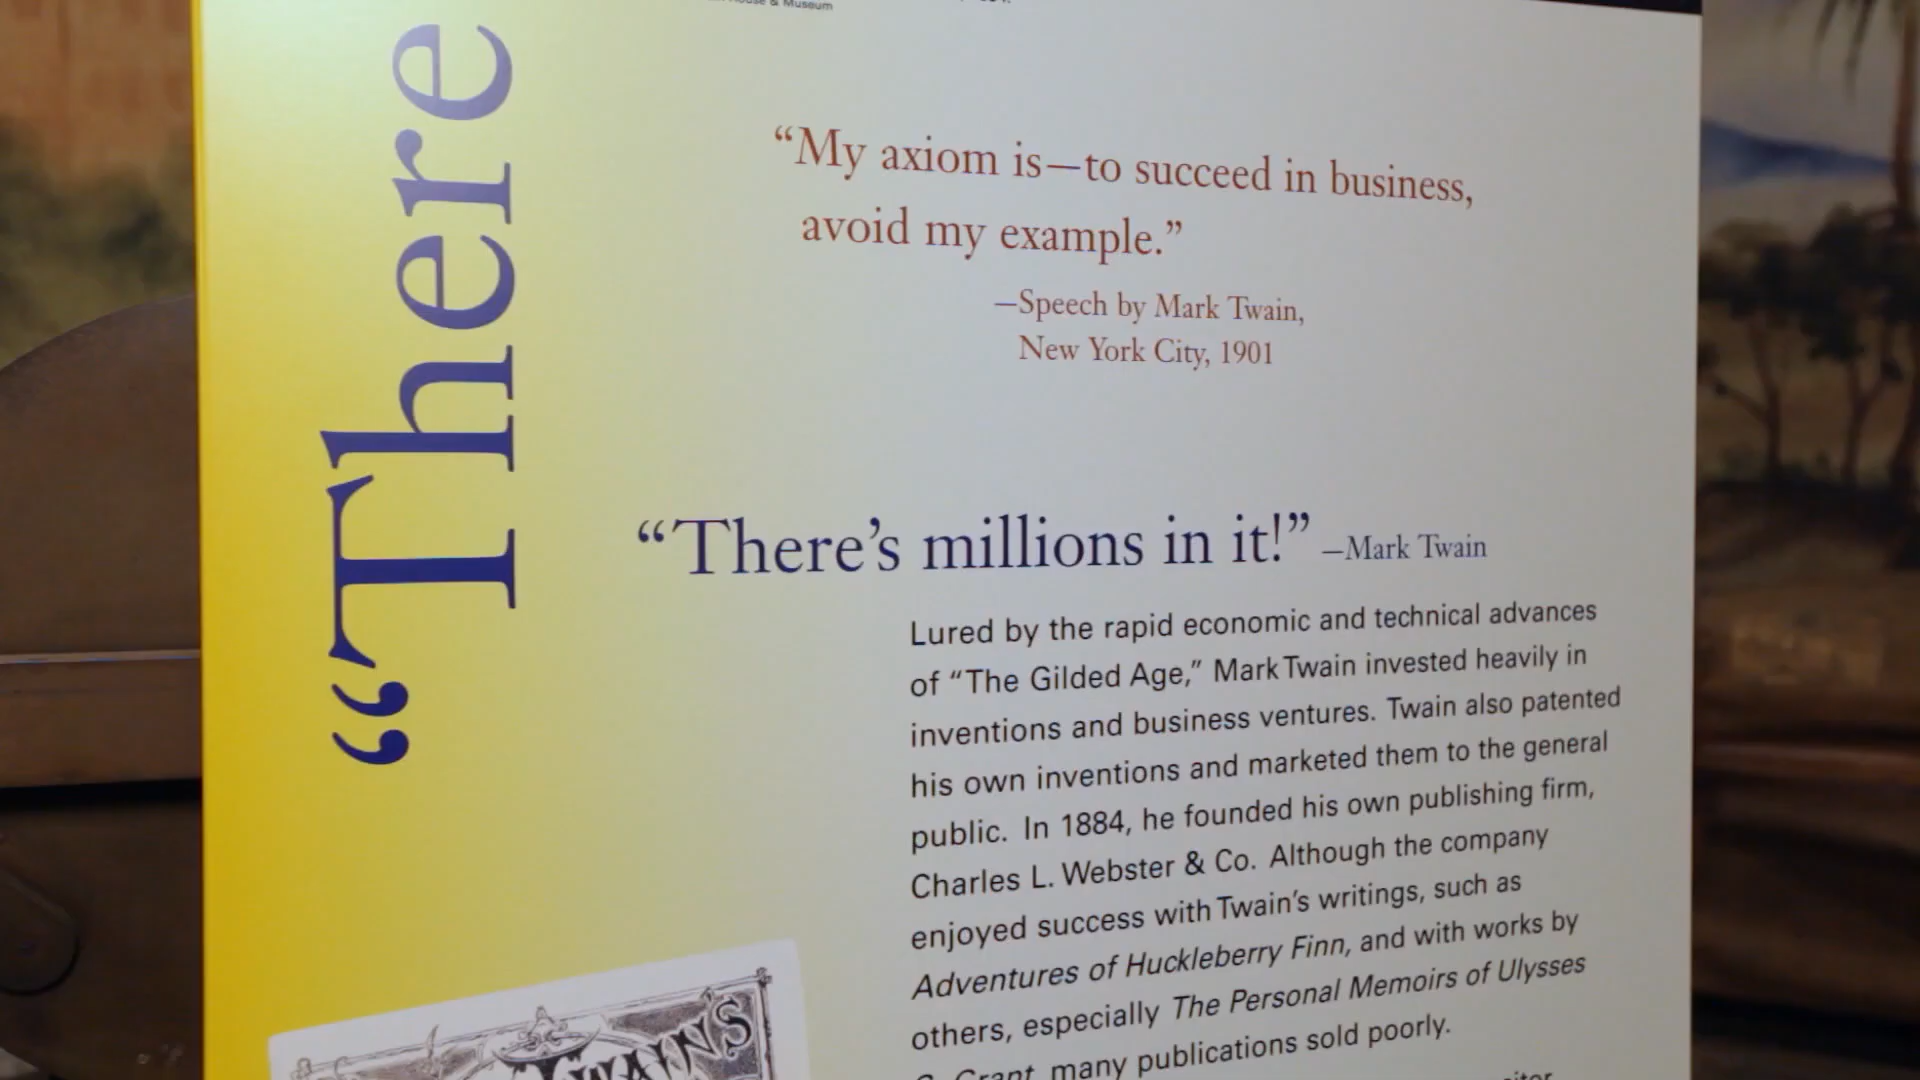 House & Museum
“There
“My axiom is—to succeed in business,
avoid my example.”
—Speech by Mark Twain,
New York City, 1901
“There’s millions in it!” —Mark Twain
Lured by the rapid economic and technical advances
of “The Gilded Age,” Mark Twain invested heavily in
inventions and business ventures. Twain also patented
his own inventions and marketed them to the general
public. In 1884, he founded his own publishing firm,
Charles L. Webster & Co. Although the company
enjoyed success with Twain’s writings, such as
Adventures of Huckleberry Finn, and with works by
others, especially The Personal Memoirs of Ulysses
Grant, many publications sold poorly.
TWAIN'S